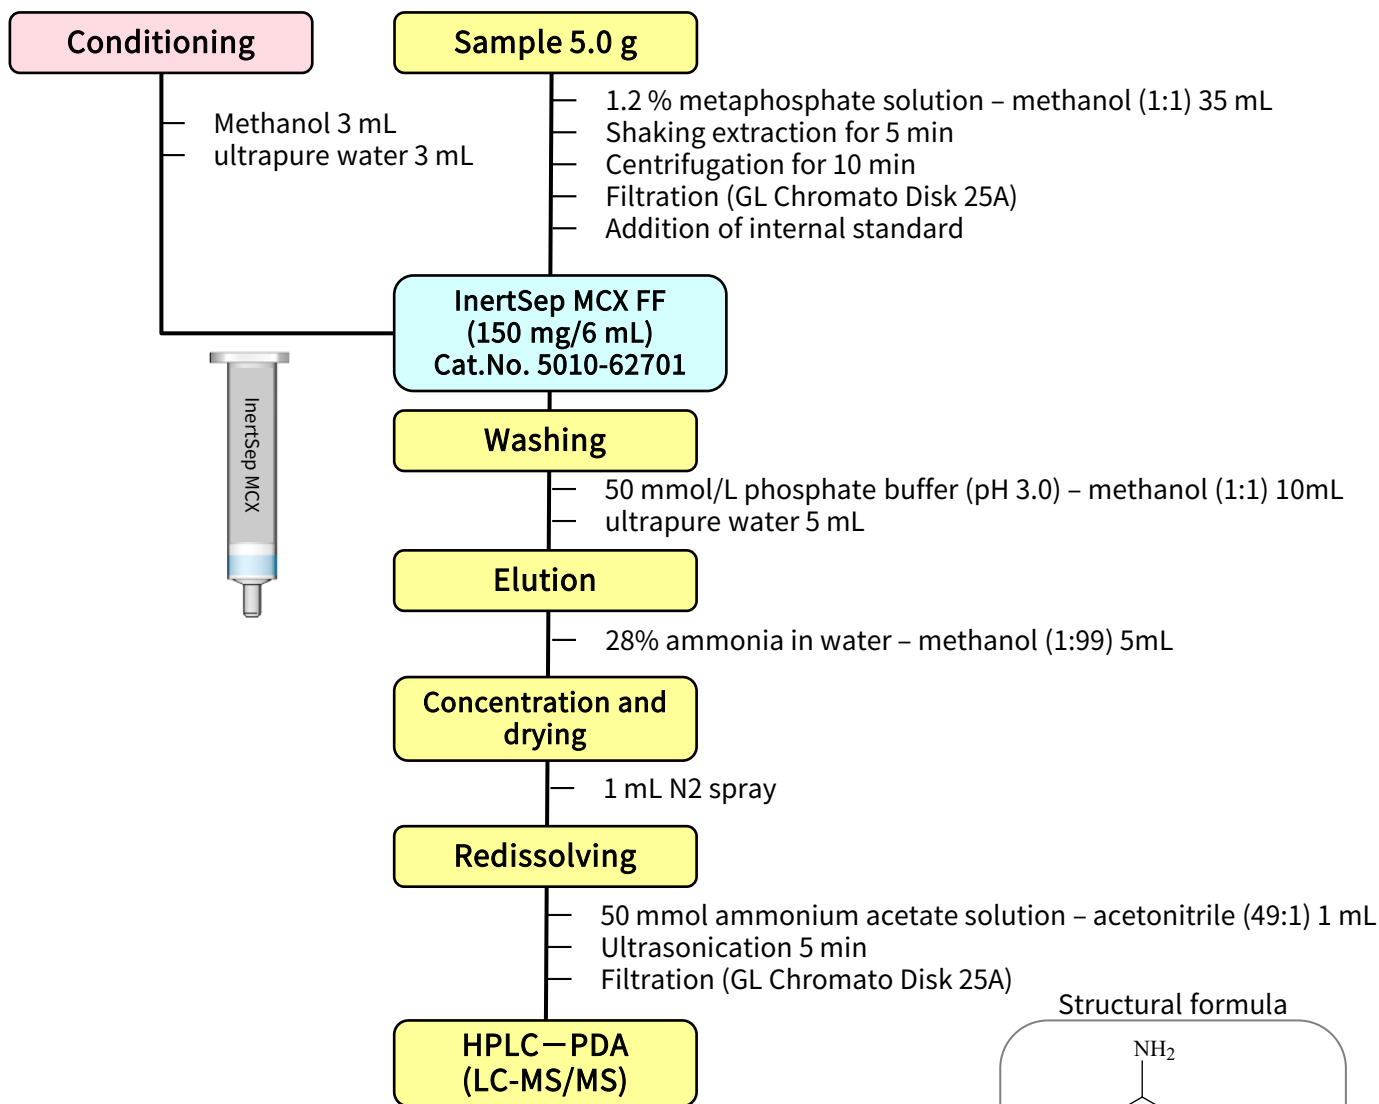 Conditioning
Methanol 3 mL
ultrapure water 3 mL
Sample 5.0 g
1.2 % metaphosphate solution – methanol (1:1) 35 mL
Shaking extraction for 5 min
Centrifugation for 10 min
Filtration (GL Chromato Disk 25A)
Addition of internal standard
InertSep MCX FF
(150 mg/6 mL)
Cat.No. 5010-62701
InertSep MCX
Washing
50 mmol/L phosphate buffer (pH 3.0) – methanol (1:1) 10mL
ultrapure water 5 mL
Elution
28% ammonia in water – methanol (1:99) 5mL
Concentration and
drying
1 mL N2 spray
Redissolving
50 mmol ammonium acetate solution – acetonitrile (49:1) 1 mL
Ultrasonication 5 min
Filtration (GL Chromato Disk 25A)
HPLC－PDA
(LC-MS/MS)
Structural formula
NH₂